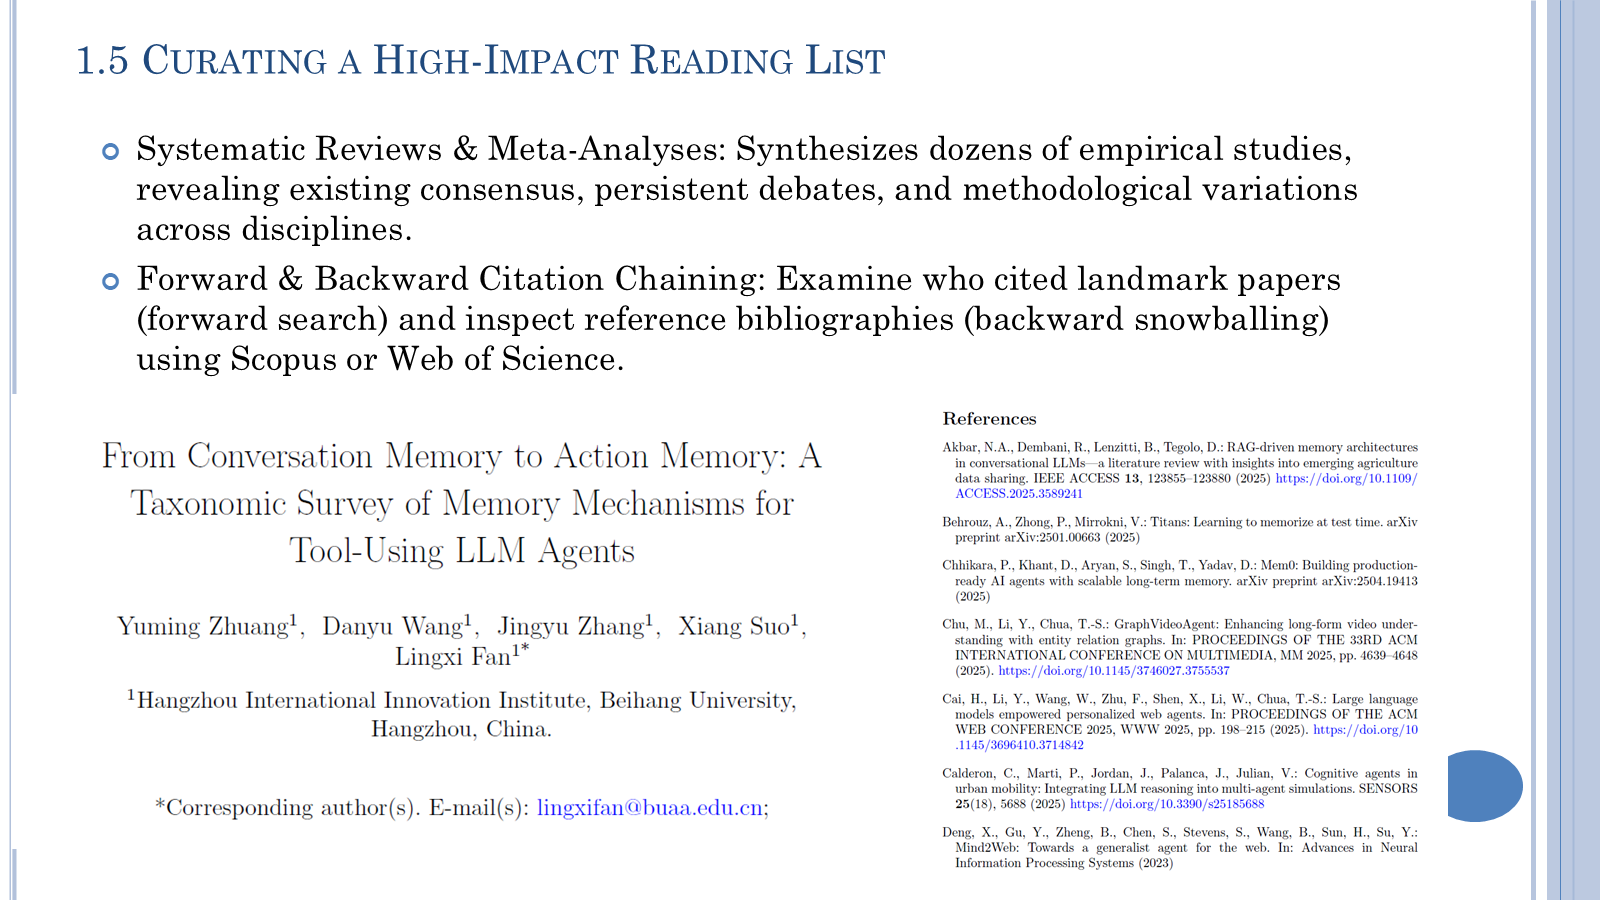 1.5 CURATING A HIGH-IMPACT READING LIST
Systematic Reviews & Meta-Analyses: Synthesizes dozens of empirical studies,
revealing existing consensus, persistent debates, and methodological variations
across disciplines.
Forward & Backward Citation Chaining: Examine who cited landmark papers
(forward search) and inspect reference bibliographies (backward snowballing)
using Scopus or Web of Science.
From Conversation Memory to Action Memory: A
Taxonomic Survey of Memory Mechanisms for
Tool-Using LLM Agents
Yuming Zhuang¹, Danyu Wang¹, Jingyu Zhang¹, Xiang Suo¹,
Lingxi Fan¹*
¹Hangzhou International Innovation Institute, Beihang University,
Hangzhou, China.
*Corresponding author(s). E-mail(s): lingxifan@buaa.edu.cn;
References
Akbar, N.A., Dembani, R., Lenzitti, B., Tegolo, D.: RAG-driven memory architectures
in conversational LLMs—a literature review with insights into emerging agriculture
data sharing. IEEE ACCESS 13, 123855–123880 (2025) https://doi.org/10.1109/
ACCESS.2025.3589241
Behrouz, A., Zhong, P., Mirrokni, V.: Titans: Learning to memorize at test time. arXiv
preprint arXiv:2501.00663 (2025)
Chhikara, P., Khant, D., Aryan, S., Singh, T., Yadav, D.: Mem0: Building production-
ready AI agents with scalable long-term memory. arXiv preprint arXiv:2504.19413
(2025)
Chu, M., Li, Y., Chua, T.-S.: GraphVideoAgent: Enhancing long-form video under-
standing with entity relation graphs. In: PROCEEDINGS OF THE 33RD ACM
INTERNATIONAL CONFERENCE ON MULTIMEDIA, MM 2025, pp. 4639–4648
(2025). https://doi.org/10.1145/3746027.3755537
Cai, H., Li, Y., Wang, W., Zhu, F., Shen, X., Li, W., Chua, T.-S.: Large language
models empowered personalized web agents. In: PROCEEDINGS OF THE ACM
WEB CONFERENCE 2025, WWW 2025, pp. 198–215 (2025). https://doi.org/10
.1145/3696410.3714842
Calderon, C., Marti, P., Jordan, J., Palanca, J., Julian, V.: Cognitive agents in
urban mobility: Integrating LLM reasoning into multi-agent simulations. SENSORS
25(18), 5688 (2025) https://doi.org/10.3390/s25185688
Deng, X., Gu, Y., Zheng, B., Chen, S., Stevens, S., Wang, B., Sun, H., Su, Y.:
Mind2Web: Towards a generalist agent for the web. In: Advances in Neural
Information Processing Systems (2023)